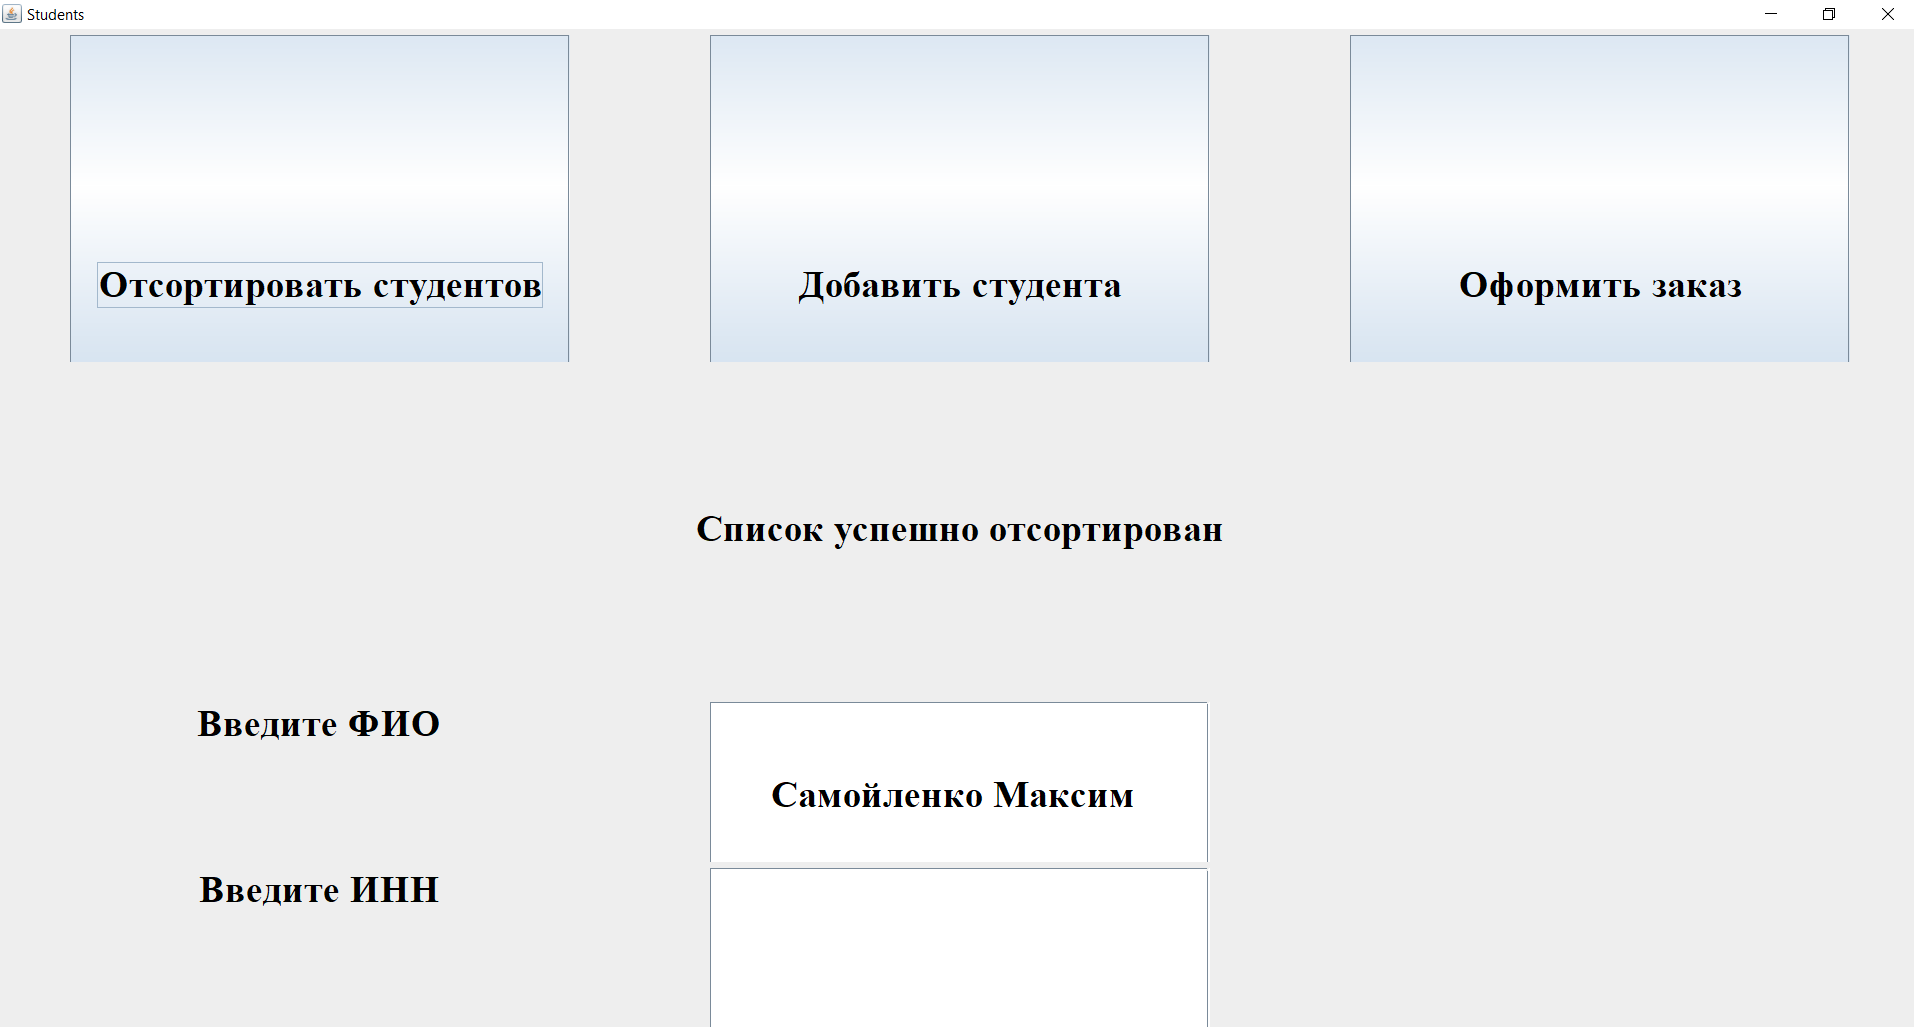 Students
Отсортировать студентов
Добавить студента
Оформить заказ
Список успешно отсортирован
Введите ФИО
Самойленко Максим
Введите ИНН